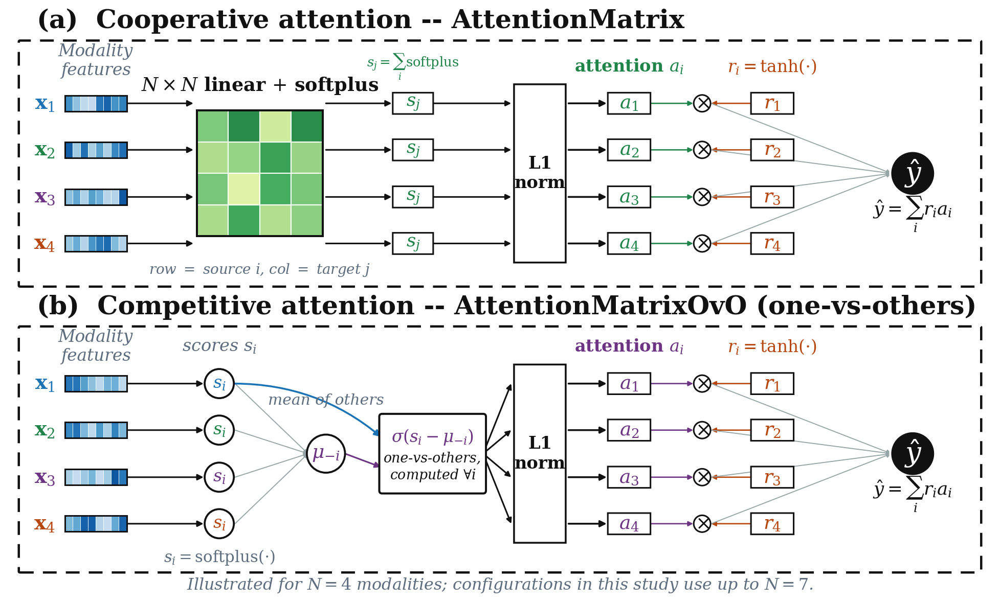 (a) Cooperative attention -- AttentionMatrix
Modality
features
N × N linear + softplus
s_j = ∑_i softplus
attention a_i
r_i = tanh(·)
x_1
s_j
a_1
⊗
r_1
x_2
s_j
a_2
⊗
r_2
L1
norm
ŷ
x_3
s_j
a_3
⊗
r_3
ŷ = ∑_i r_i a_i
x_4
s_j
a_4
⊗
r_4
row = source i, col = target j
(b) Competitive attention -- AttentionMatrixOvO (one-vs-others)
Modality
features
scores s_i
attention a_i
r_i = tanh(·)
x_1
s_i
a_1
⊗
r_1
mean of others
x_2
s_i
a_2
⊗
r_2
μ_{−i}
σ(s_i − μ_{−i})
one-vs-others,
computed ∀i
L1
norm
ŷ
x_3
s_i
a_3
⊗
r_3
ŷ = ∑_i r_i a_i
x_4
s_i
a_4
⊗
r_4
s_i = softplus(·)
Illustrated for N = 4 modalities; configurations in this study use up to N = 7.